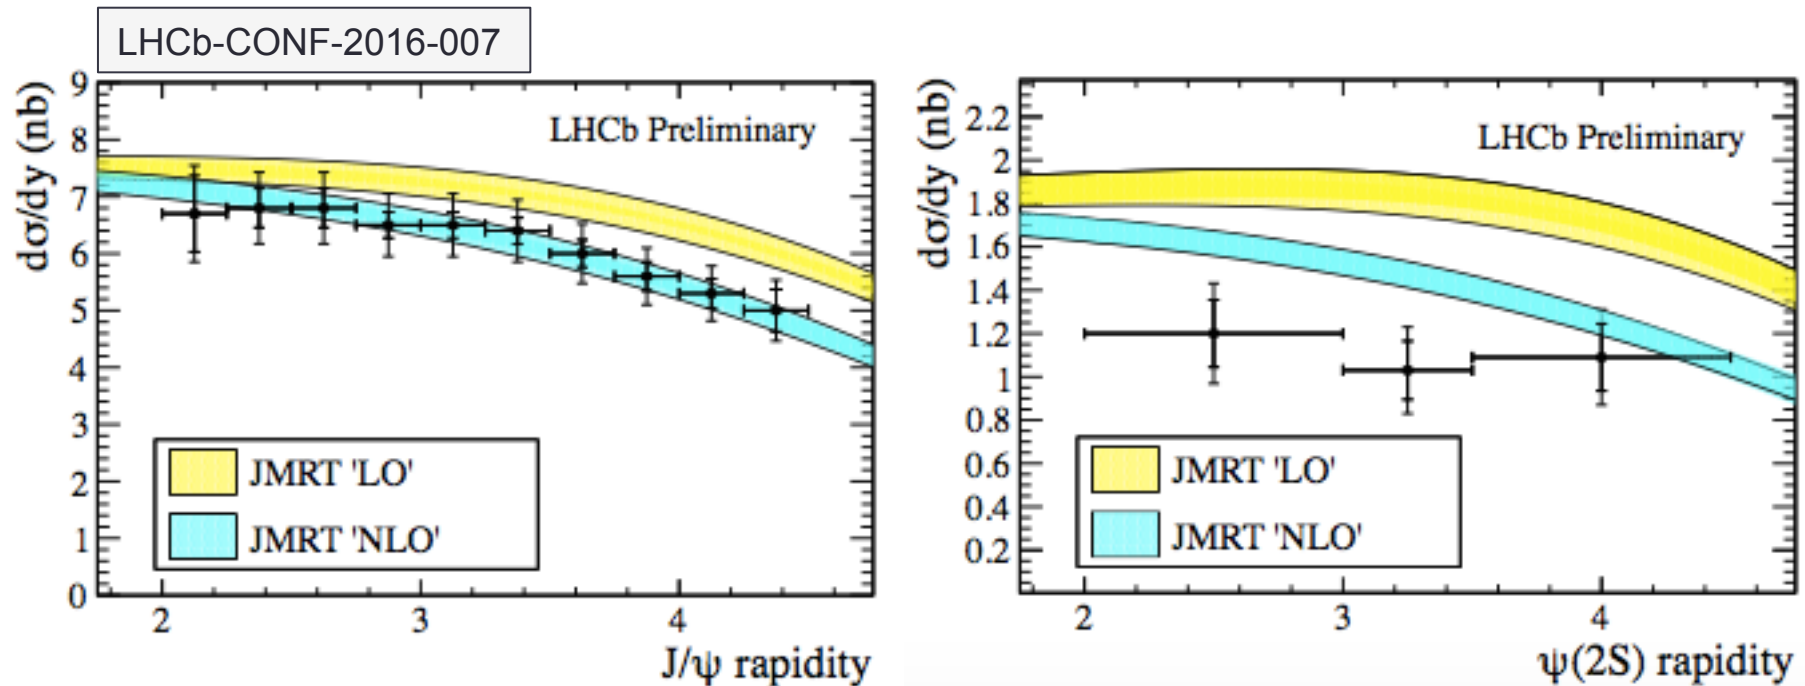 LHCb-CONF-2016-007
dσ/dy (nb)
9
8
7
6
5
4
3
2
1
0
LHCb Preliminary
JMRT 'LO'
JMRT 'NLO'
2 3 4
J/ψ rapidity
dσ/dy (nb)
2.2
2
1.8
1.6
1.4
1.2
1
0.8
0.6
0.4
0.2
LHCb Preliminary
JMRT 'LO'
JMRT 'NLO'
2 3 4
ψ(2S) rapidity